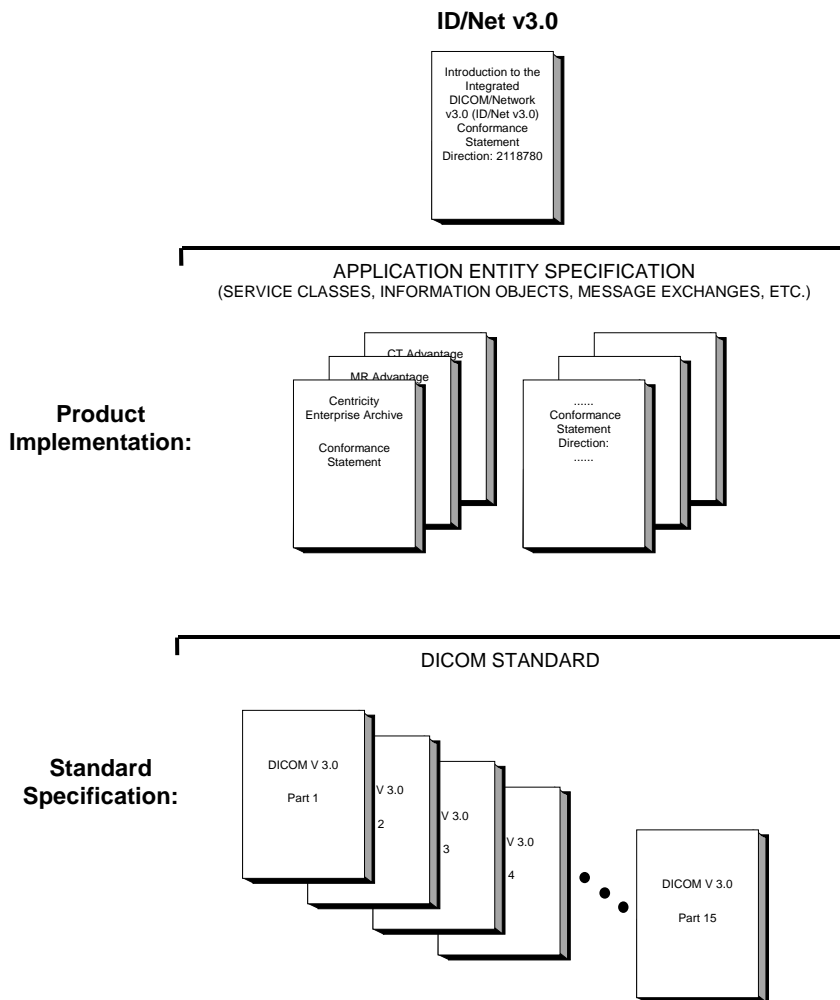 ID/Net v3.0
Introduction to the
Integrated
DICOM/Network
v3.0 (ID/Net v3.0)
Conformance
Statement
Direction: 2118780
APPLICATION ENTITY SPECIFICATION
(SERVICE CLASSES, INFORMATION OBJECTS, MESSAGE EXCHANGES, ETC.)
Product
Implementation:
CT Advantage
MR Advantage
Centricity
Enterprise Archive
Conformance
Statement
......
Conformance
Statement
Direction:
......
DICOM STANDARD
Standard
Specification:
DICOM V 3.0
Part 1
V 3.0
2
V 3.0
3
V 3.0
4
DICOM V 3.0
Part 15